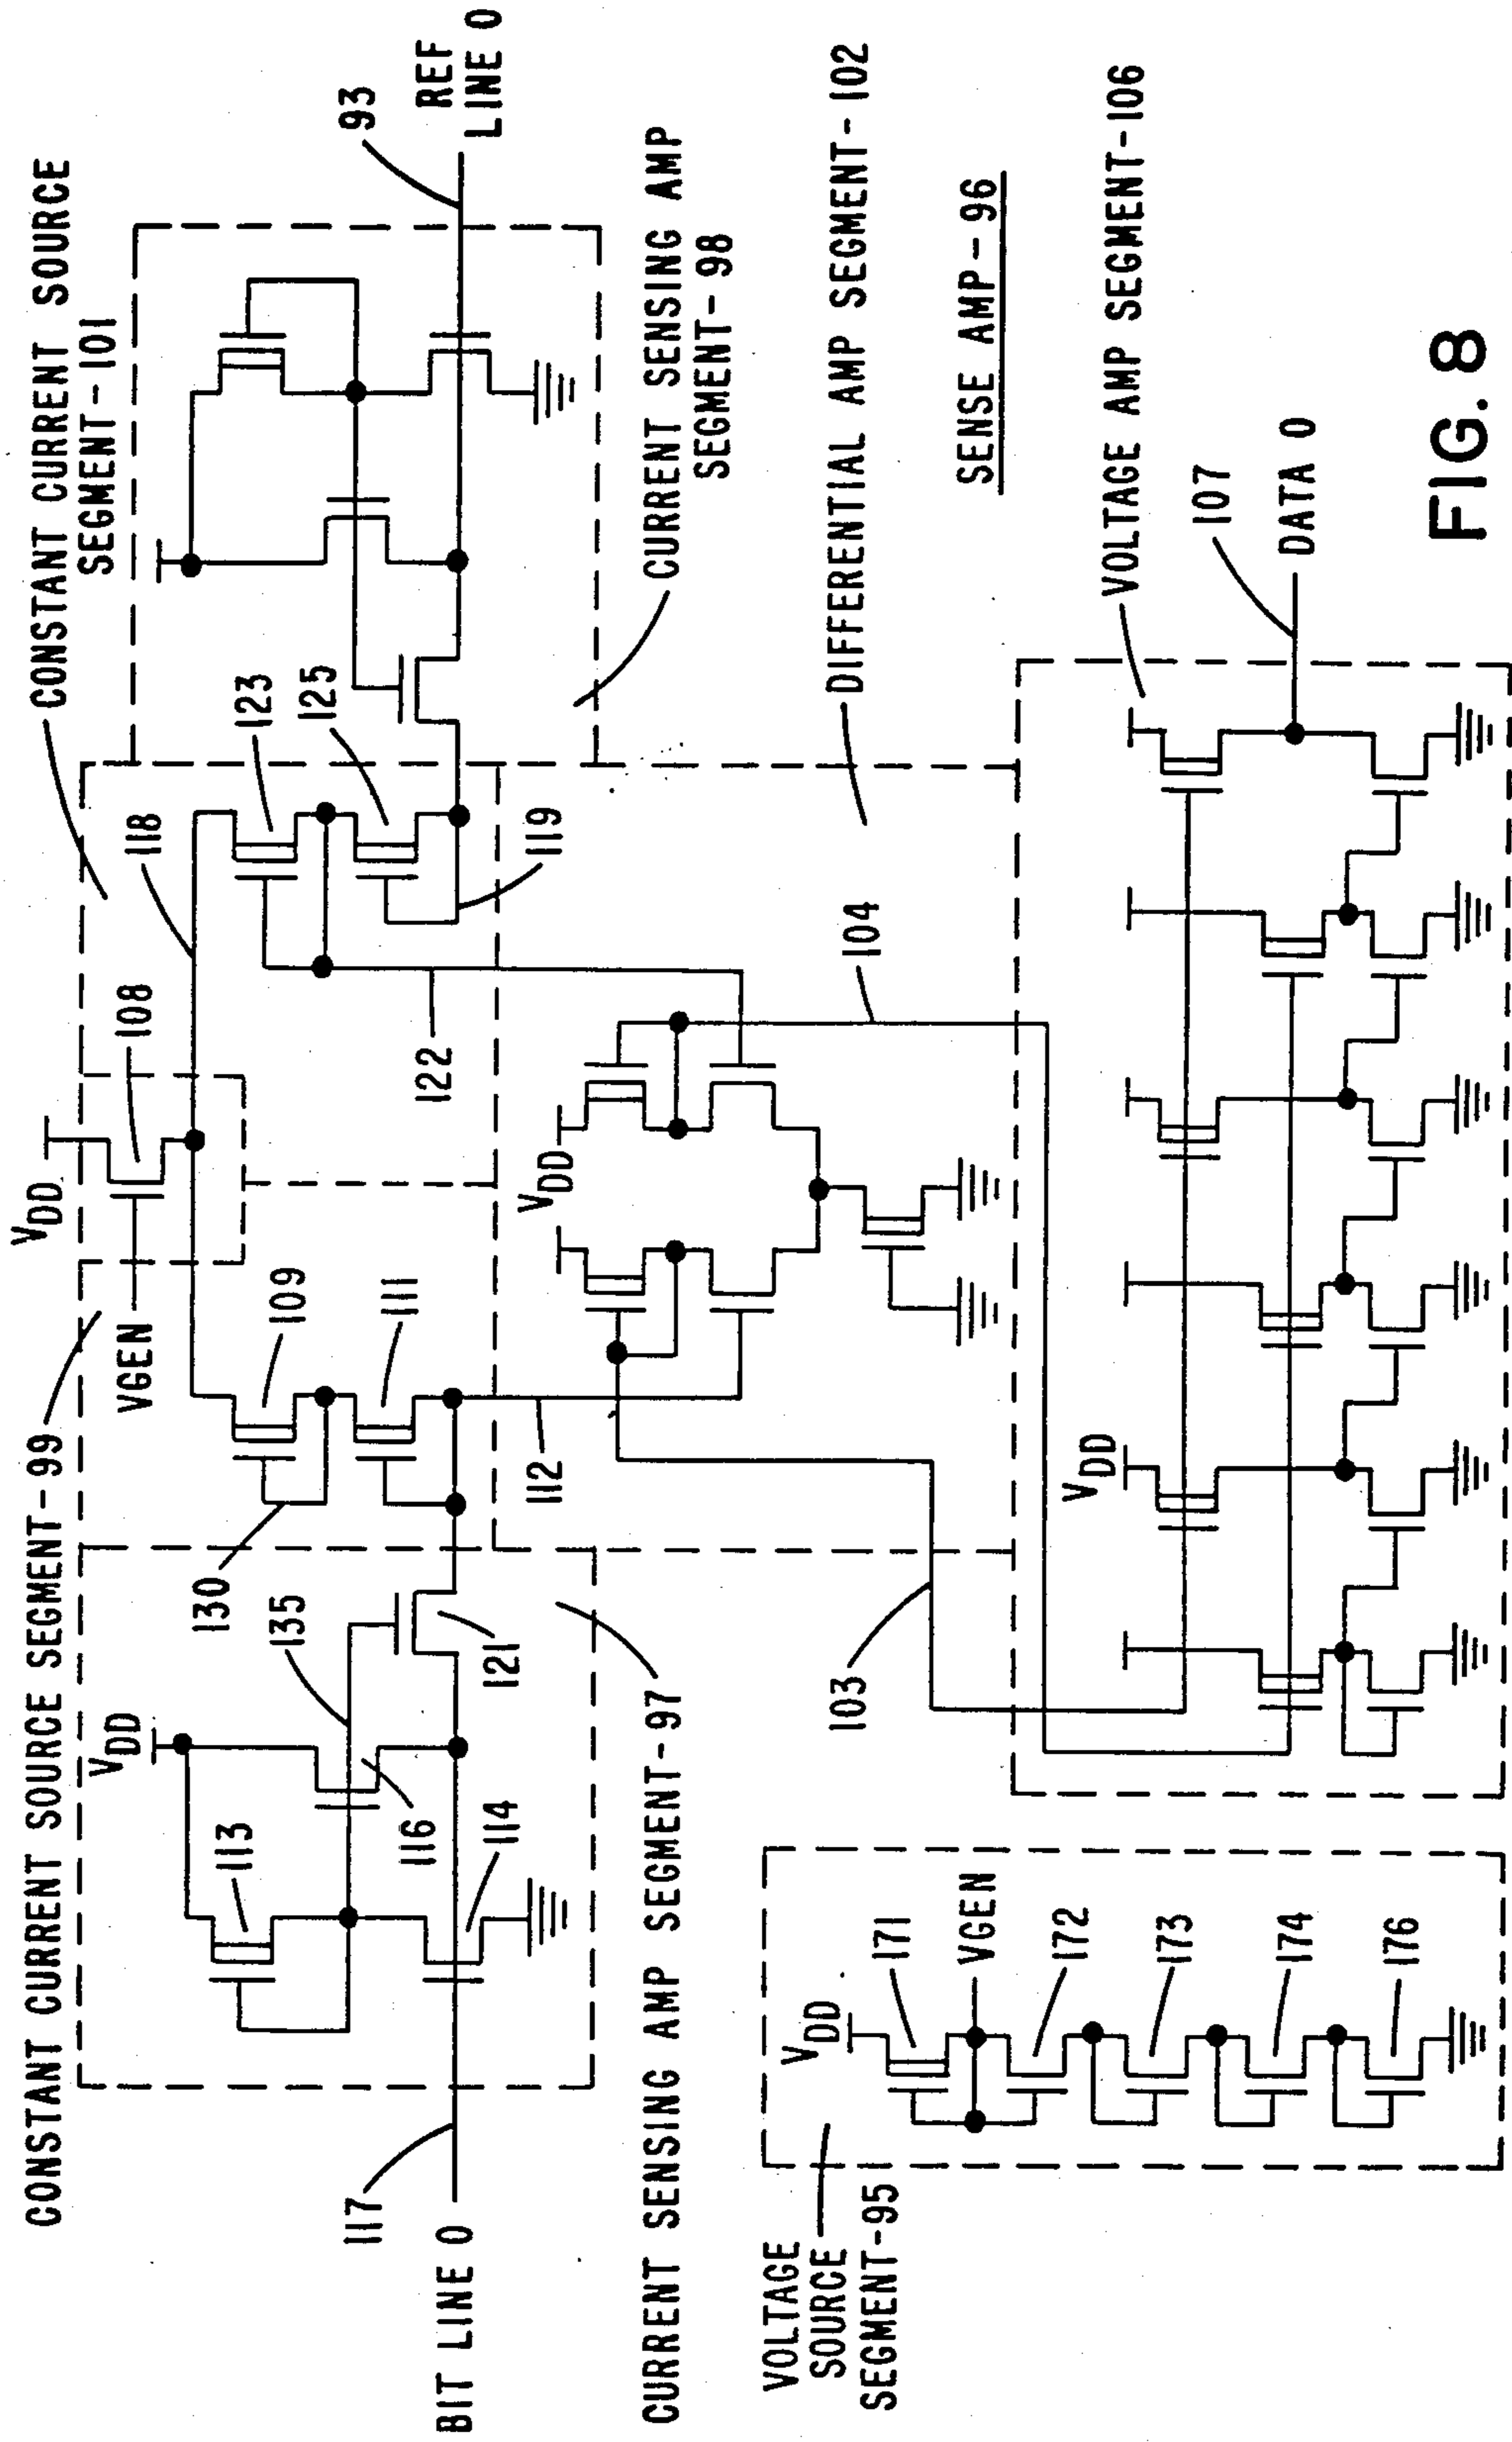 CONSTANT CURRENT SOURCE SEGMENT-99
CONSTANT CURRENT SOURCE
SEGMENT-101
VDD
VGEN
108
118
123
125
119
122
109
111
130
112
VDD
113
116
114
135
121
117
BIT LINE 0
93
REF
LINE 0
CURRENT SENSING AMP SEGMENT-97
CURRENT SENSING AMP
SEGMENT-98
VDD
104
103
DIFFERENTIAL AMP SEGMENT-102
SENSE AMP-96
VOLTAGE
SOURCE
SEGMENT-95
VDD
171
VGEN
172
173
174
176
VDD
VOLTAGE AMP SEGMENT-106
107
DATA 0
FIG. 8